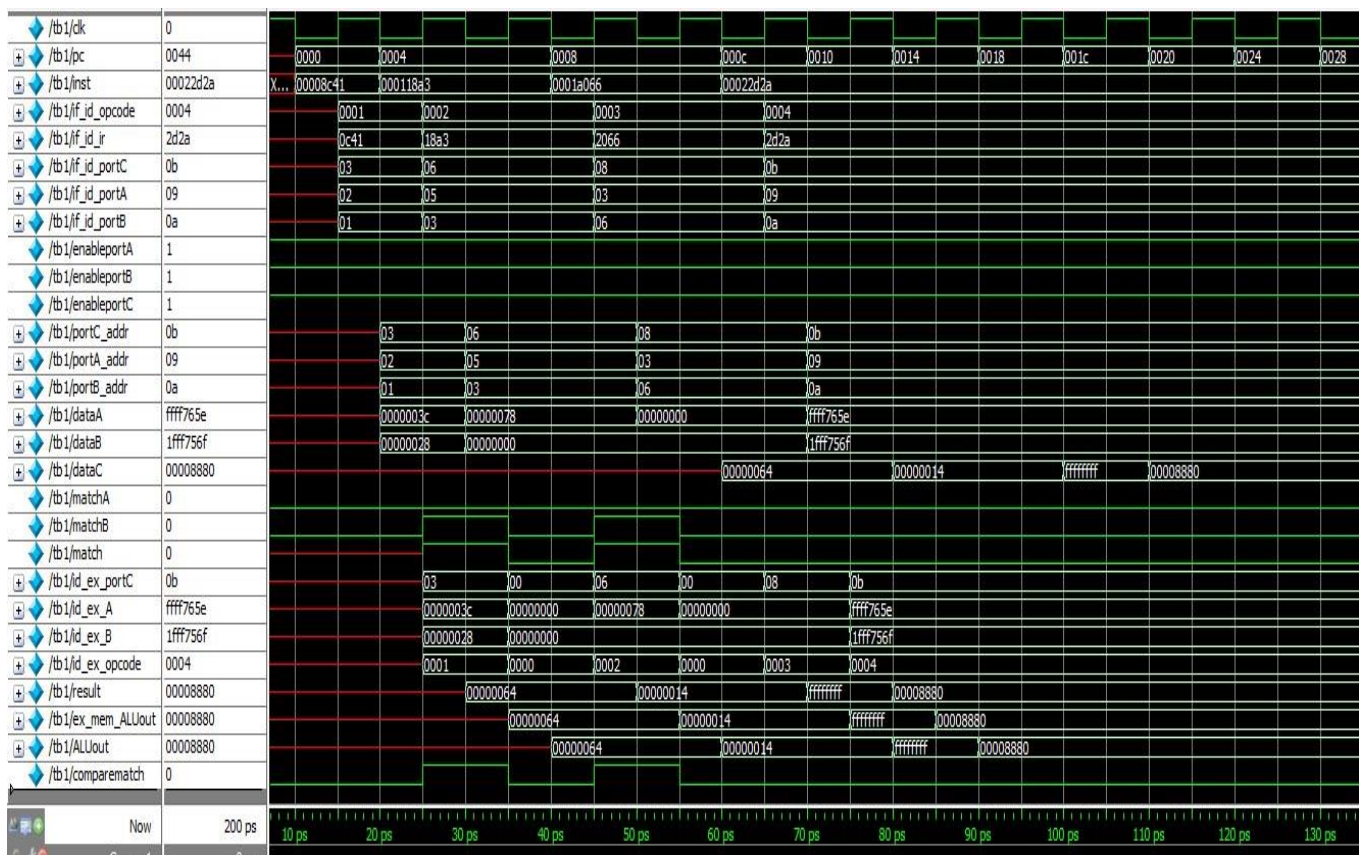 /tb1/clk 0
/tb1/pc 0044 0000 0004 0008 000c 0010 0014 0018 001c 0020 0024 0028
/tb1/inst 00022d2a X... 00008c41 000118a3 0001a066 00022d2a
/tb1/if_id_opcode 0004 0001 0002 0003 0004
/tb1/if_id_ir 2d2a 0c41 18a3 2066 2d2a
/tb1/if_id_portC 0b 03 06 08 0b
/tb1/if_id_portA 09 02 05 03 09
/tb1/if_id_portB 0a 01 03 06 0a
/tb1/enableportA 1
/tb1/enableportB 1
/tb1/enableportC 1
/tb1/portC_addr 0b 03 06 08 0b
/tb1/portA_addr 09 02 05 03 09
/tb1/portB_addr 0a 01 03 06 0a
/tb1/dataA ffff765e 0000003c 00000078 00000000 ffff765e
/tb1/dataB 1fff756f 00000028 00000000 1fff756f
/tb1/dataC 00008880 00000064 00000014 ffffffff 00008880
/tb1/matchA 0
/tb1/matchB 0
/tb1/match 0
/tb1/id_ex_portC 0b 03 00 06 00 08 0b
/tb1/id_ex_A ffff765e 0000003c 00000000 00000078 00000000 ffff765e
/tb1/id_ex_B 1fff756f 00000028 00000000 1fff756f
/tb1/id_ex_opcode 0004 0001 0000 0002 0000 0003 0004
/tb1/result 00008880 00000064 00000014 ffffffff 00008880
/tb1/ex_mem_ALUout 00008880 00000064 00000014 ffffffff 00008880
/tb1/ALUout 00008880 00000064 00000014 ffffffff 00008880
/tb1/comparematch 0
Now 200 ps 10 ps 20 ps 30 ps 40 ps 50 ps 60 ps 70 ps 80 ps 90 ps 100 ps 110 ps 120 ps 130 ps